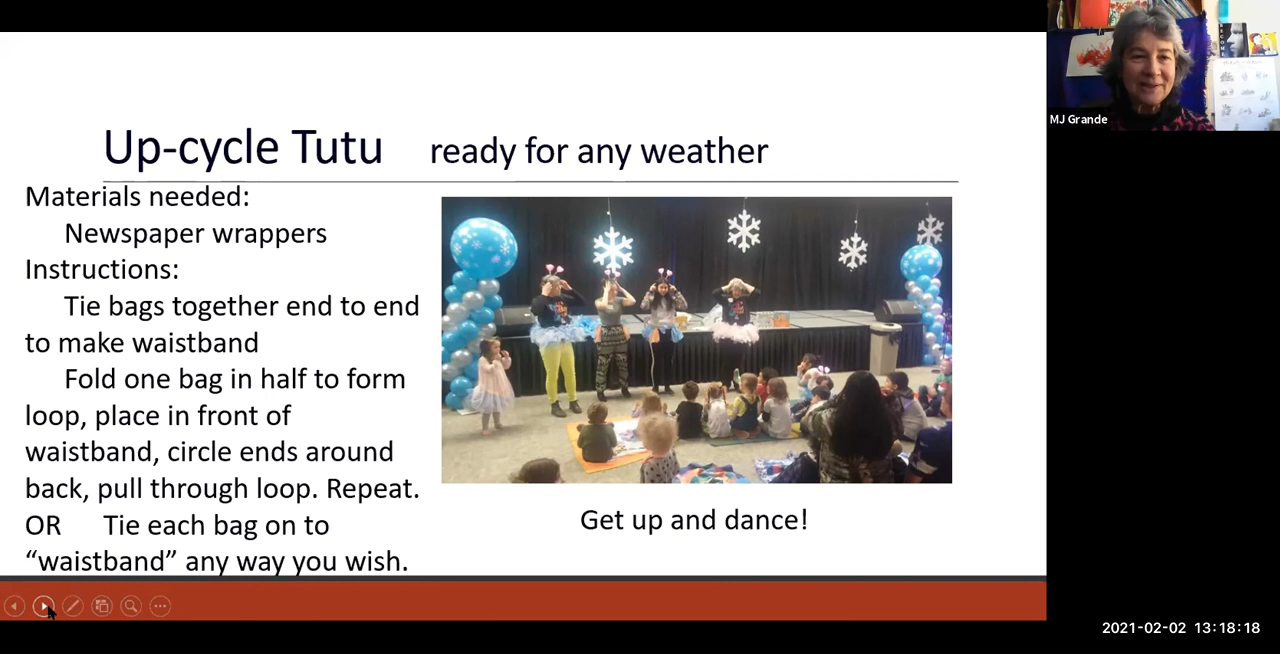 MJ Grande
Up-cycle Tutu ready for any weather
Materials needed:
Newspaper wrappers
Instructions:
Tie bags together end to end
to make waistband
Fold one bag in half to form
loop, place in front of
waistband, circle ends around
back, pull through loop. Repeat.
OR Tie each bag on to
“waistband” any way you wish.
Get up and dance!
2021-02-02 13:18:18